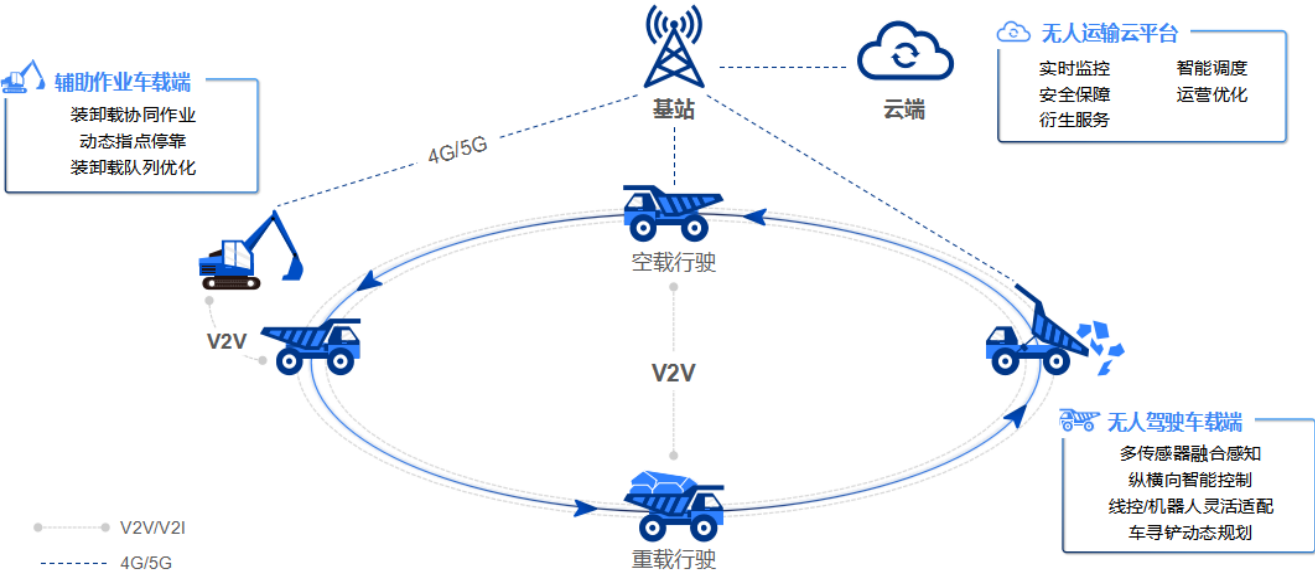 无人运输云平台
实时监控 智能调度
安全保障 运营优化
衍生服务
基站
云端
辅助作业车载端
装卸载协同作业
动态指点停靠
装卸载队列优化
4G/5G
空载行驶
V2V
V2V
无人驾驶车载端
多传感器融合感知
纵横向智能控制
线控/机器人灵活适配
车寻铲动态规划
重载行驶
V2V/V2I
4G/5G